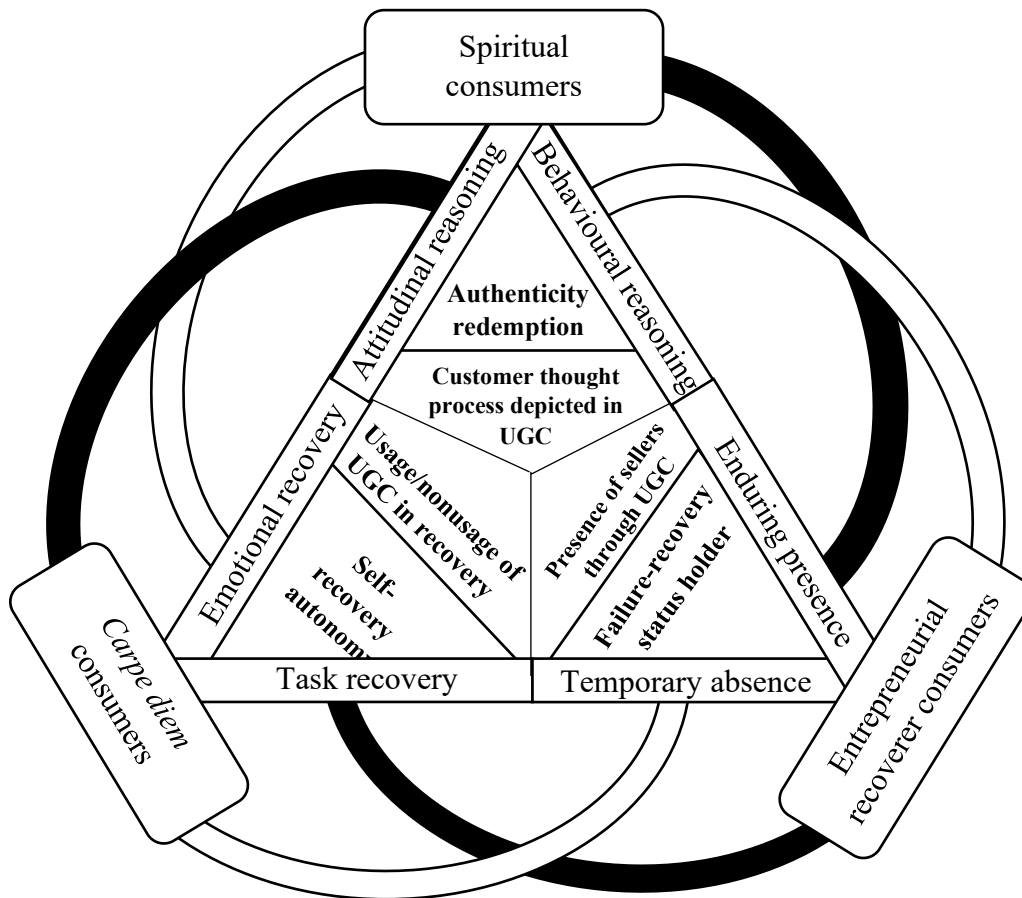 Spiritual
consumers
Attitudinal reasoning
Behavioural reasoning
Authenticity
redemption
Customer thought
process depicted in
UGC
Emotional recovery
Usage/nonusage of
UGC in recovery
Self-
recovery
autonomy
Presence of sellers
through UGC
Failure-recovery
status holder
Enduring presence
Task recovery
Temporary absence
Carpe diem
consumers
Entrepreneurial
recoverer consumers